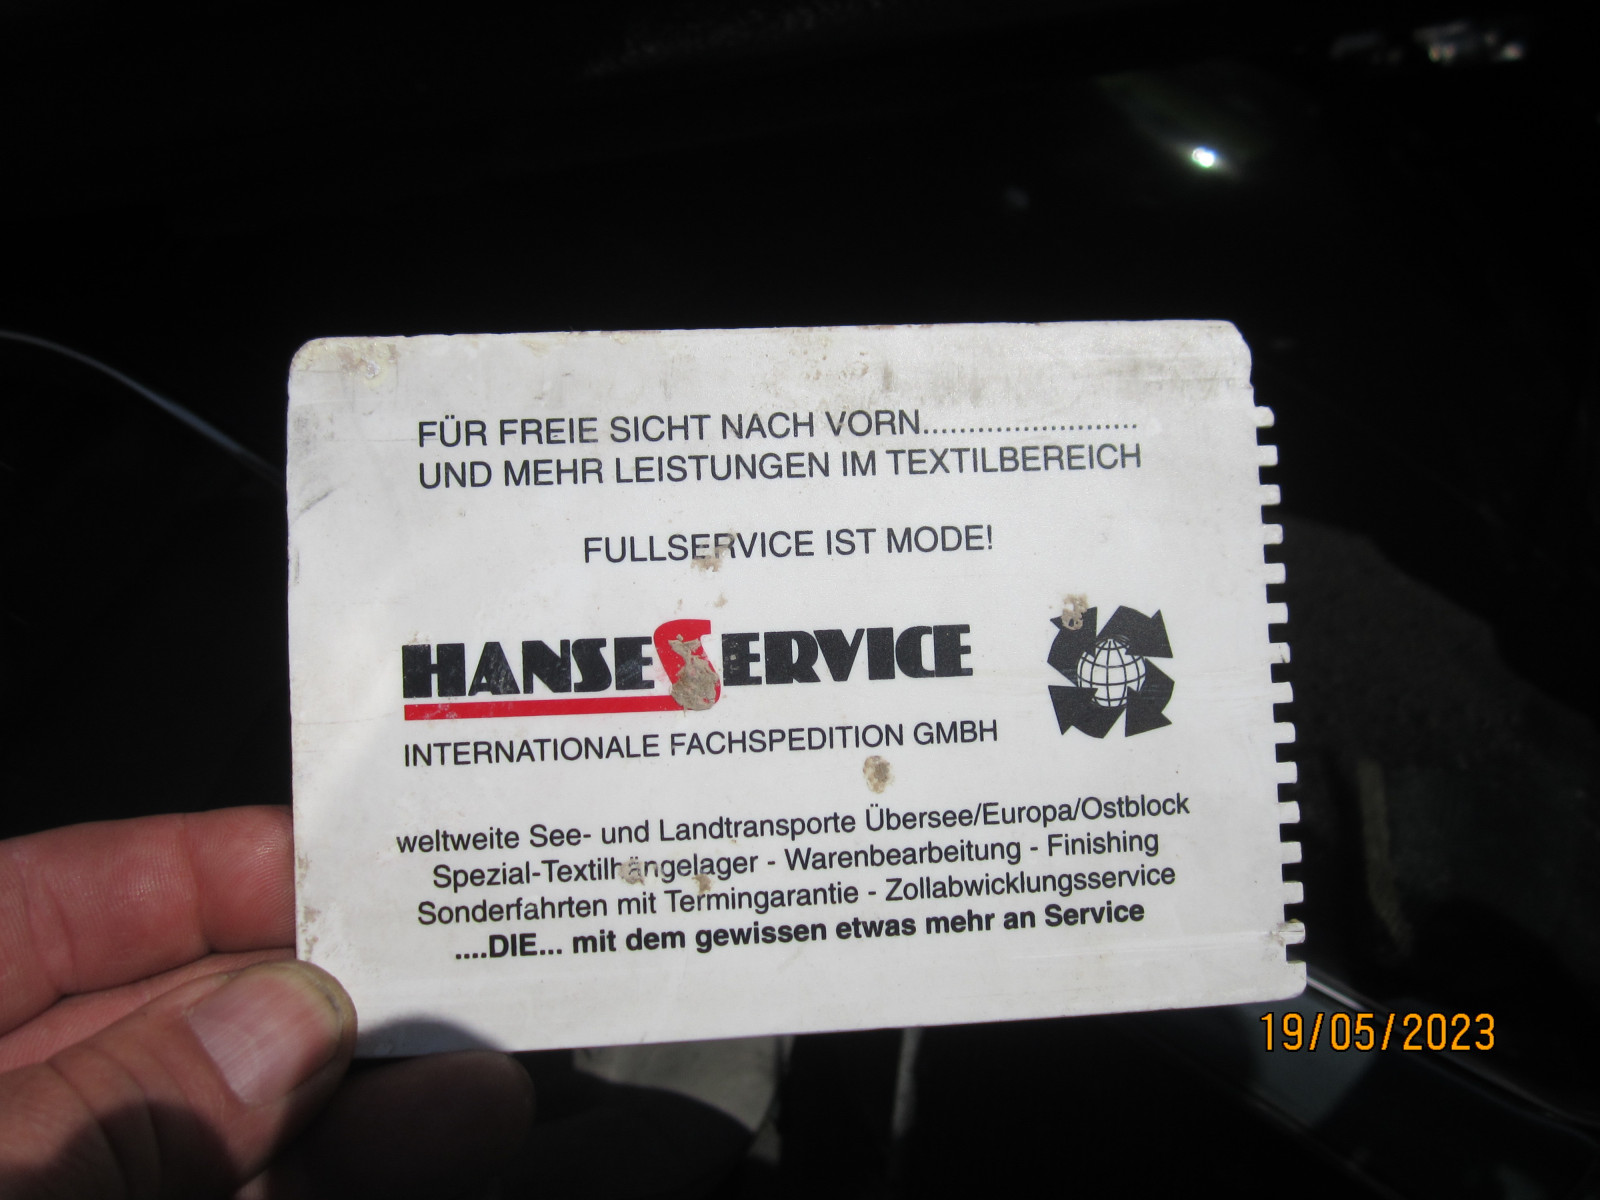 FÜR FREIE SICHT NACH VORN........................
UND MEHR LEISTUNGEN IM TEXTILBEREICH
FULLSERVICE IST MODE!
HANSESERVICE
INTERNATIONALE FACHSPEDITION GMBH
weltweite See- und Landtransporte Übersee/Europa/Ostblock
Spezial-Textilhängelager - Warenbearbeitung - Finishing
Sonderfahrten mit Termingarantie - Zollabwicklungsservice
....DIE... mit dem gewissen etwas mehr an Service
19/05/2023